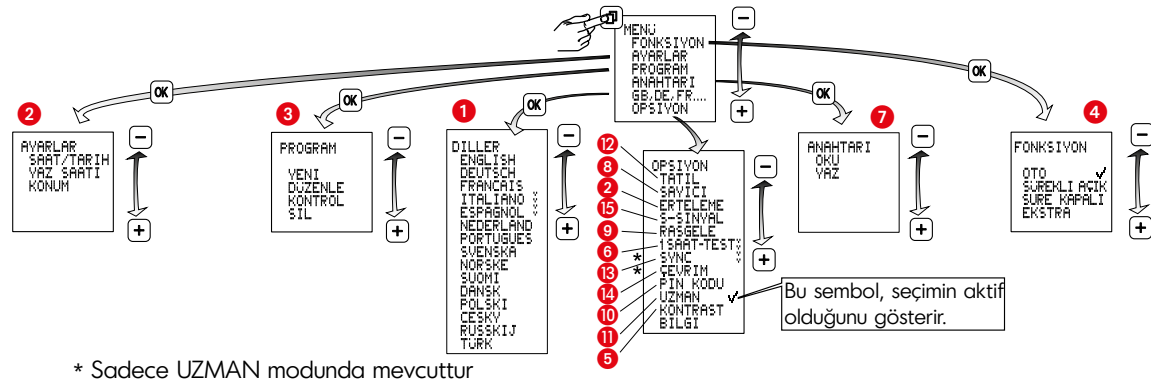 MENÜ
FONKSIYON
AYARLAR
PROGRAM
ANAHTARI
GB,DE,FR....
OPSIYON
−
+
OK
OK
OK
OK
OK
2
AYARLAR
SAAT/TARIH
YAZ SAATI
KONUM
−
+
3
PROGRAM
YENI
DÜZENLE
KONTROL
SIL
−
+
1
DILLER
ENGLISH
DEUTSCH
FRANCAIS
ITALIANO
ESPAGNOL
NEDERLAND
PORTUGUES
SVENSKA
NORSKE
SUOMI
DANSK
POLSKI
CESKY
RUSSKIJ
TÜRK
−
+
OPSIYON
12 TATIL
8 SAYICI
2 ERTELEME
15 S-SINYAL
9 RASGELE
6 1SAAT-TEST
* 13 SYNC
* 14 ÇEVRIM
10 PIN KODU
11 UZMAN ✓
5 KONTRAST
BILGI
−
+
Bu sembol, seçimin aktif
olduğunu gösterir.
7
ANAHTARI
OKU
YAZ
4
FONKSIYON
OTO ✓
SÜREKLI AÇIK
SÜRE KAPALI
EKSTRA
−
+
* Sadece UZMAN modunda mevcuttur